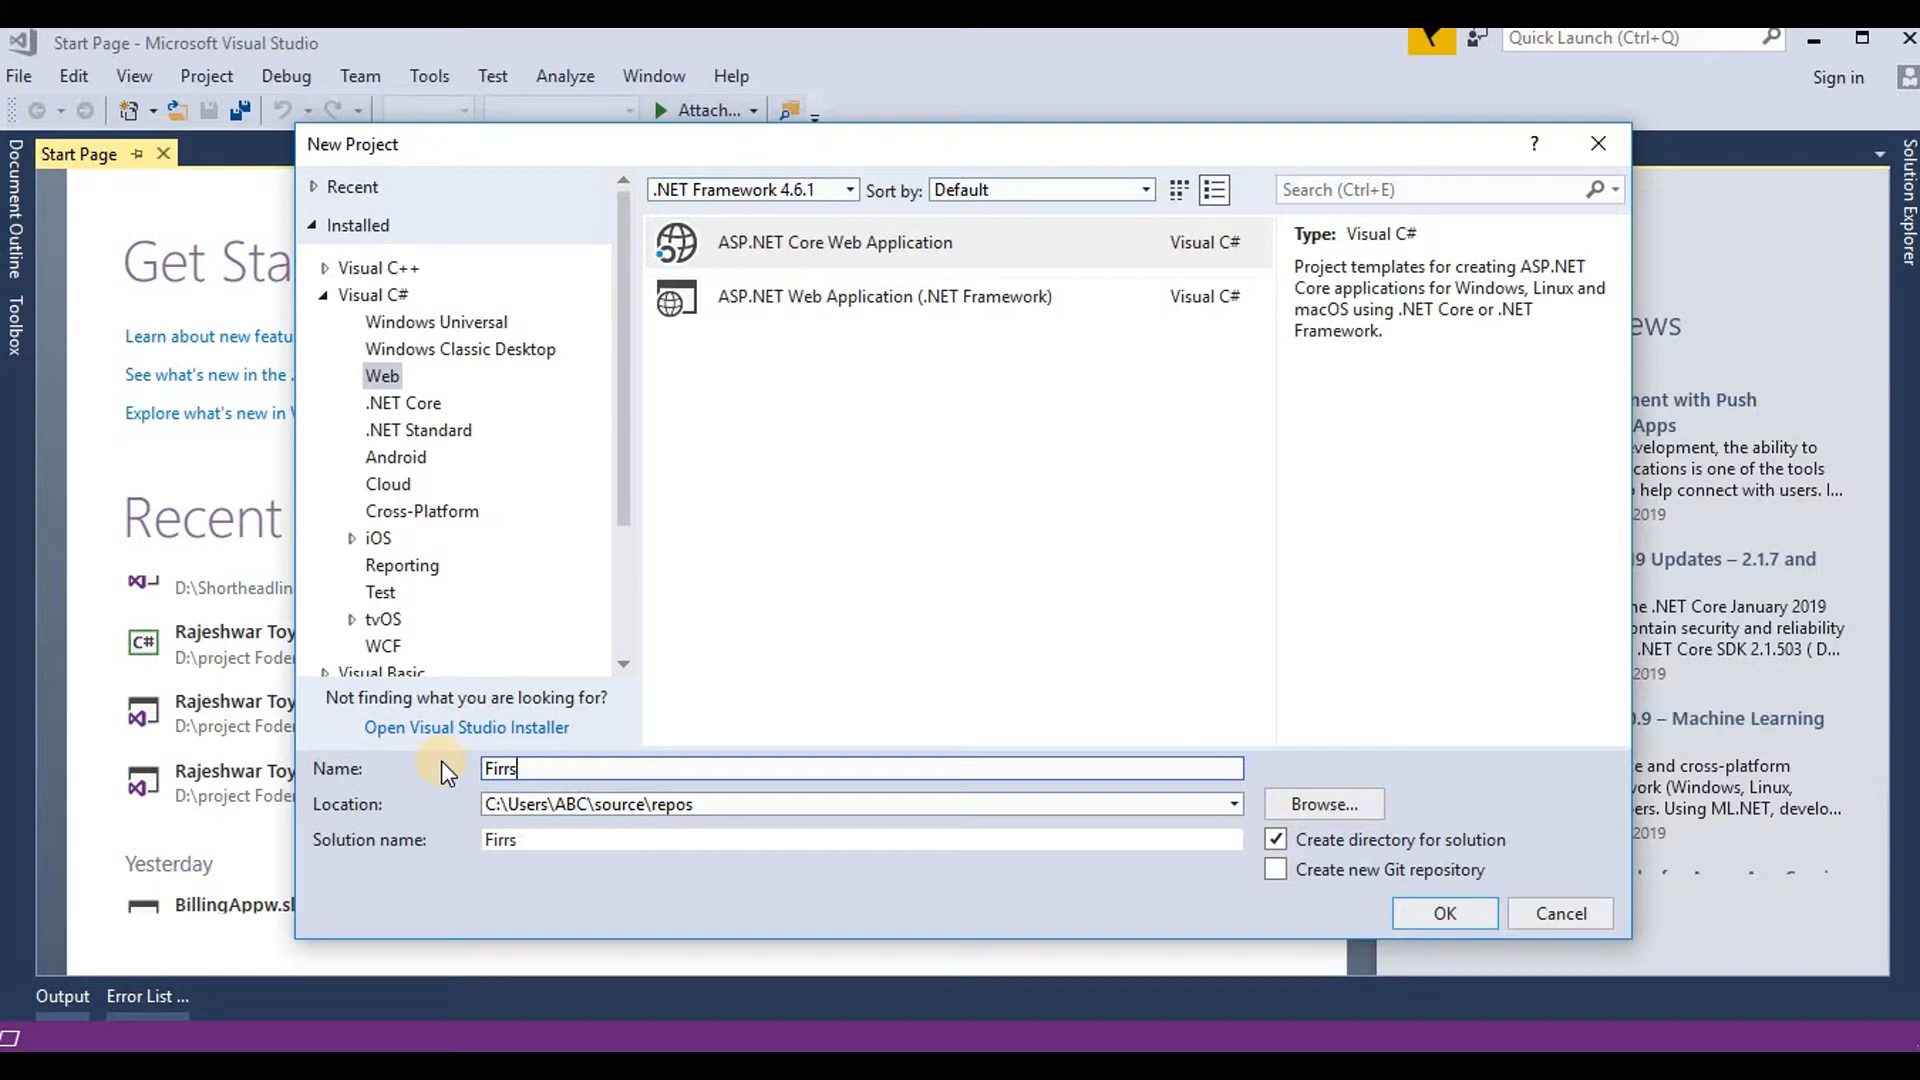 Start Page - Microsoft Visual Studio
Quick Launch (Ctrl+Q)
File Edit View Project Debug Team Tools Test Analyze Window Help
Sign in
Attach...
Document Outline
Toolbox
Solution Explorer
Start Page
Get Sta
Learn about new featu
See what's new in the .
Explore what's new in V
Recent
D:\Shortheadlin
Rajeshwar Toy
D:\project Foder
Rajeshwar Toy
D:\project Foder
Rajeshwar Toy
D:\project Foder
Yesterday
BillingAppw.sl
New Project
?
Recent
Installed
Visual C++
Visual C#
Windows Universal
Windows Classic Desktop
Web
.NET Core
.NET Standard
Android
Cloud
Cross-Platform
iOS
Reporting
Test
tvOS
WCF
Visual Basic
Not finding what you are looking for?
Open Visual Studio Installer
.NET Framework 4.6.1
Sort by: Default
Search (Ctrl+E)
ASP.NET Core Web Application Visual C#
ASP.NET Web Application (.NET Framework) Visual C#
Type: Visual C#
Project templates for creating ASP.NET
Core applications for Windows, Linux and
macOS using .NET Core or .NET
Framework.
Name: Firrs
Location: C:\Users\ABC\source\repos
Browse...
Solution name: Firrs
Create directory for solution
Create new Git repository
OK
Cancel
ews
ent with Push
Apps
evelopment, the ability to
cations is one of the tools
help connect with users. I...
2019
9 Updates – 2.1.7 and
e .NET Core January 2019
ontain security and reliability
.NET Core SDK 2.1.503 ( D...
2019
0.9 – Machine Learning
ce and cross-platform
work (Windows, Linux,
ers. Using ML.NET, develo...
2019
Output
Error List ...